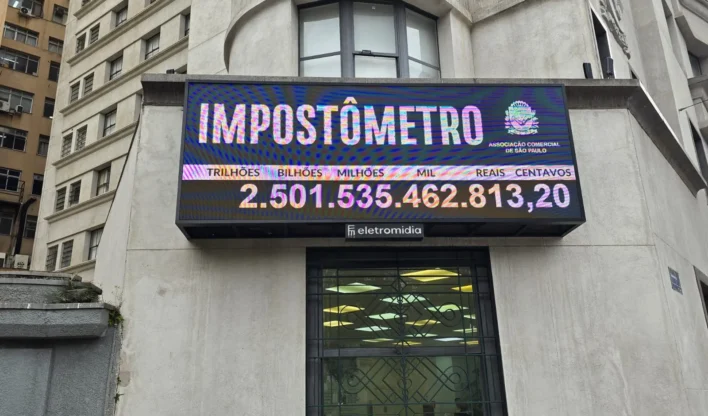 IMPOSTÔMETRO
ASSOCIAÇÃO COMERCIAL
DE SÃO PAULO
TRILHÕES BILHÕES MILHÕES MIL REAIS CENTAVOS
2.501.535.462.813,20
eletromidia